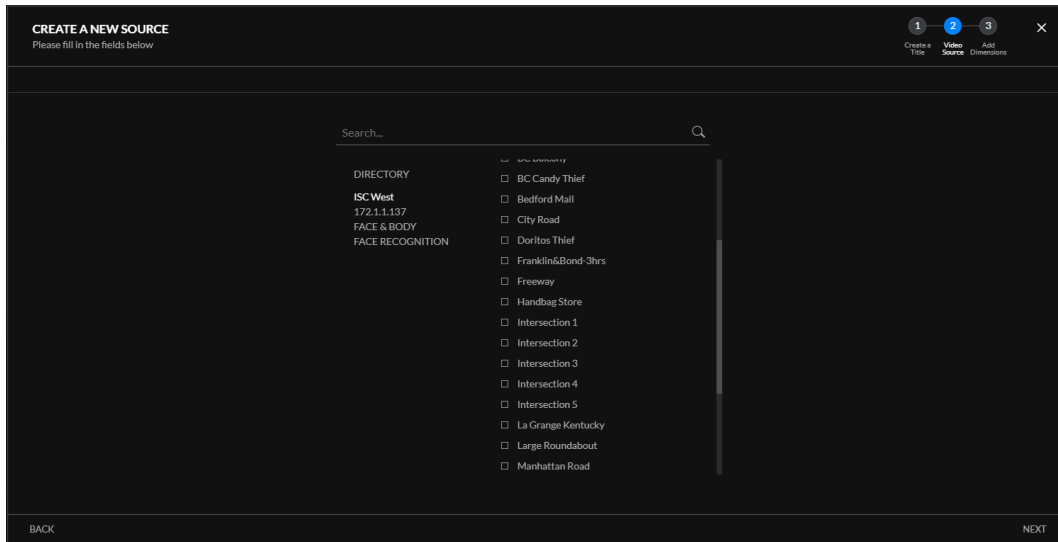 CREATE A NEW SOURCE
Please fill in the fields below
1 2 3
Create a Title
Video Source
Add Dimensions
Search...
DIRECTORY
ISC West
172.1.1.137
FACE & BODY
FACE RECOGNITION
BC Balcony
BC Candy Thief
Bedford Mall
City Road
Doritos Thief
Franklin&Bond-3hrs
Freeway
Handbag Store
Intersection 1
Intersection 2
Intersection 3
Intersection 4
Intersection 5
La Grange Kentucky
Large Roundabout
Manhattan Road
BACK
NEXT